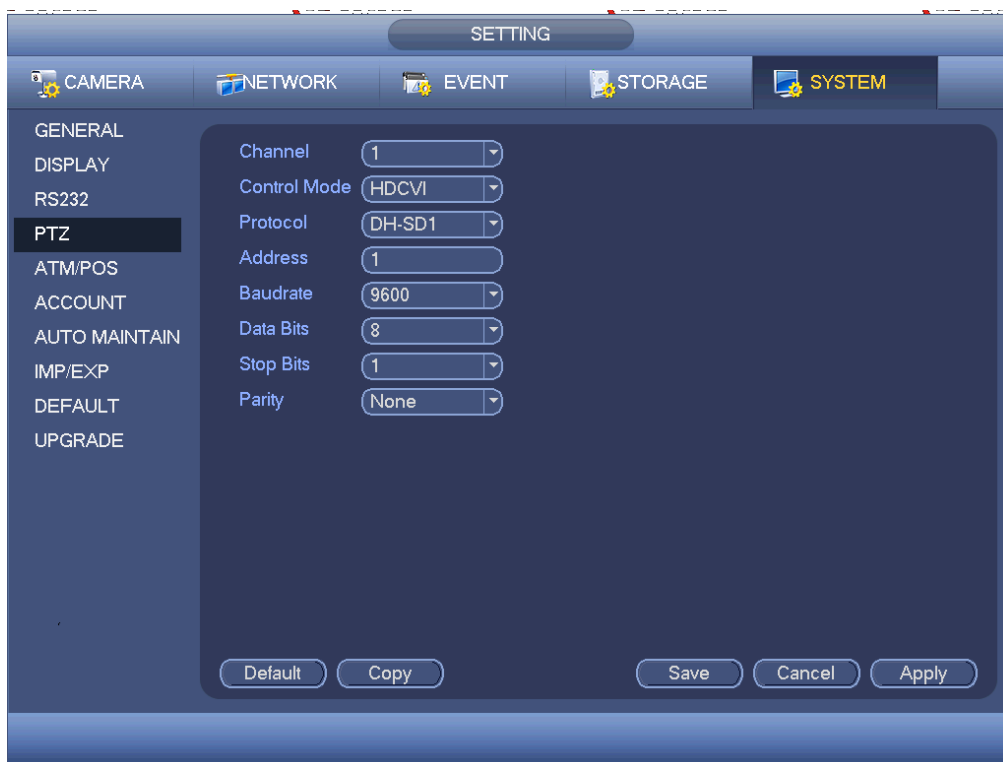 SETTING
CAMERA NETWORK EVENT STORAGE SYSTEM
GENERAL
DISPLAY
RS232
PTZ
ATM/POS
ACCOUNT
AUTO MAINTAIN
IMP/EXP
DEFAULT
UPGRADE
Channel 1
Control Mode HDCVI
Protocol DH-SD1
Address 1
Baudrate 9600
Data Bits 8
Stop Bits 1
Parity None
Default Copy Save Cancel Apply